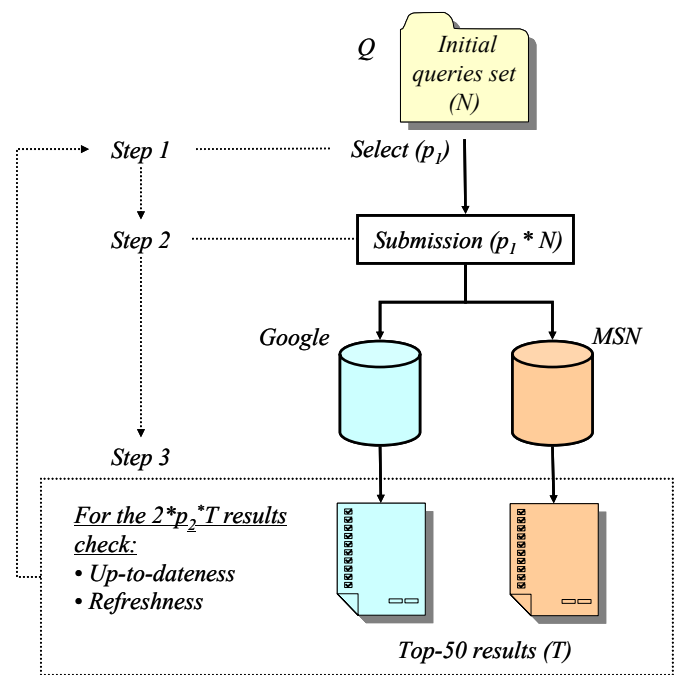 Q
Initial
queries set
(N)
Step 1
Select (p1)
Step 2
Submission (p1 * N)
Google
MSN
Step 3
For the 2*p2*T results
check:
• Up-to-dateness
• Refreshness
Top-50 results (T)